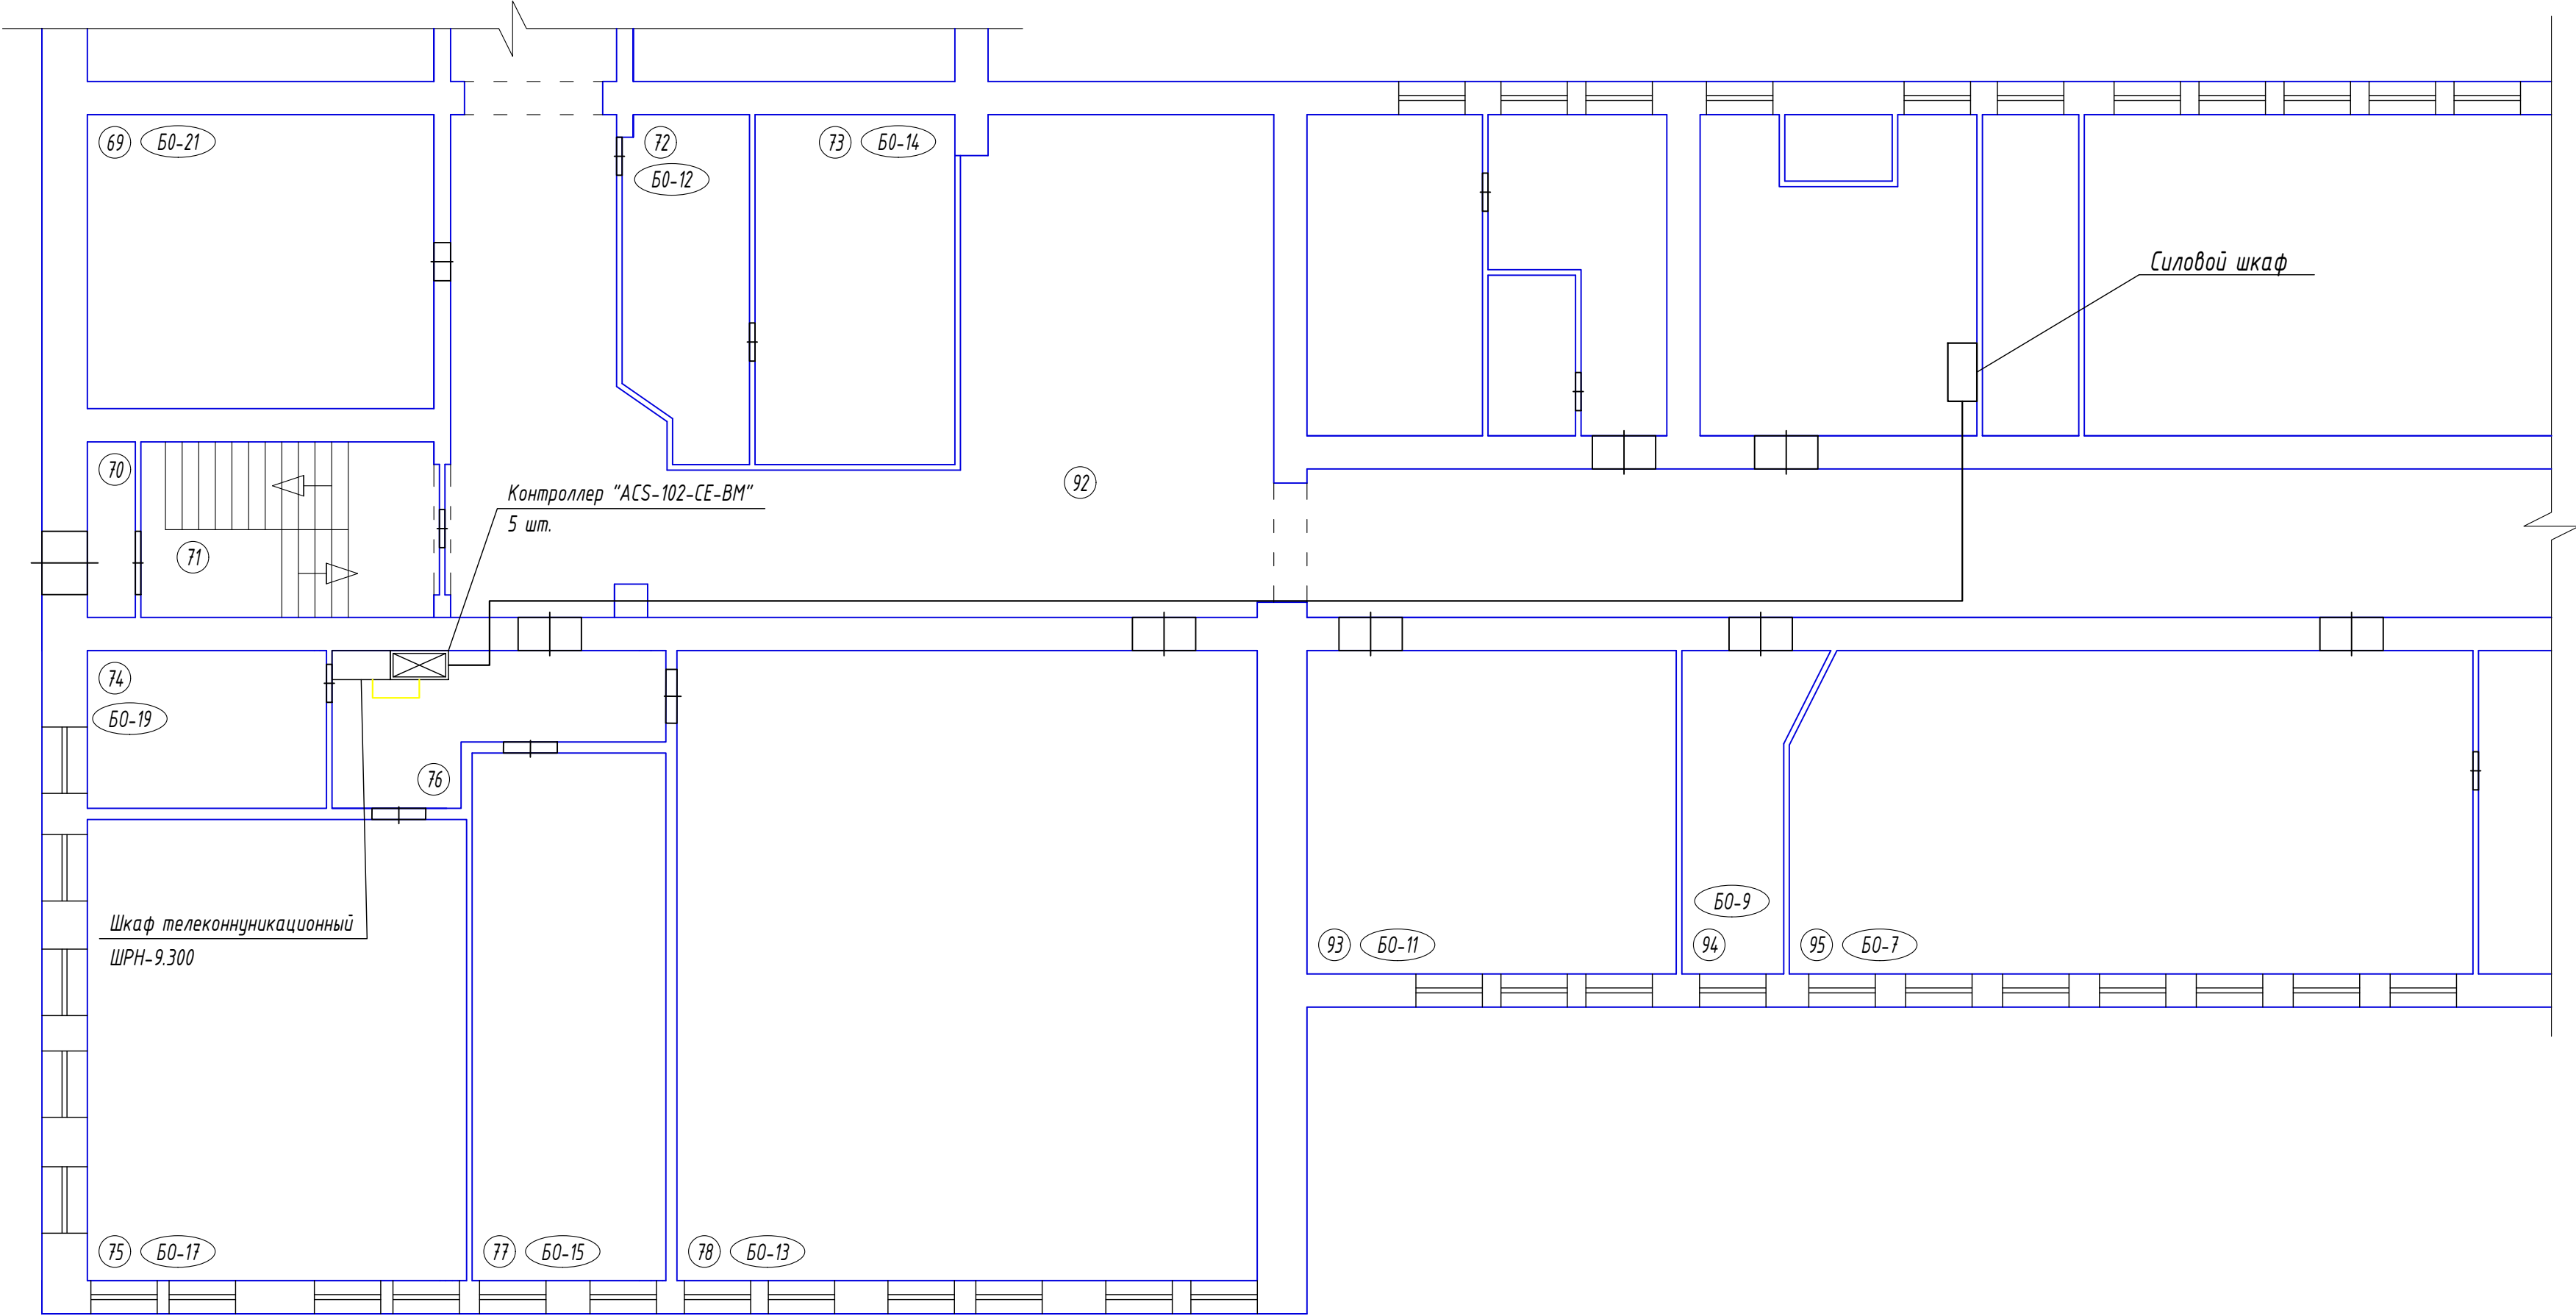 69 БО-21
72
БО-12
73 БО-14
Силовой шкаф
70
92
Контроллер "ACS-102-CE-BM"
5 шт.
71
74
БО-19
76
Шкаф телеконнуникационный
ШРН-9.300
БО-9
93 БО-11
94
95 БО-7
75 БО-17
77 БО-15
78 БО-13